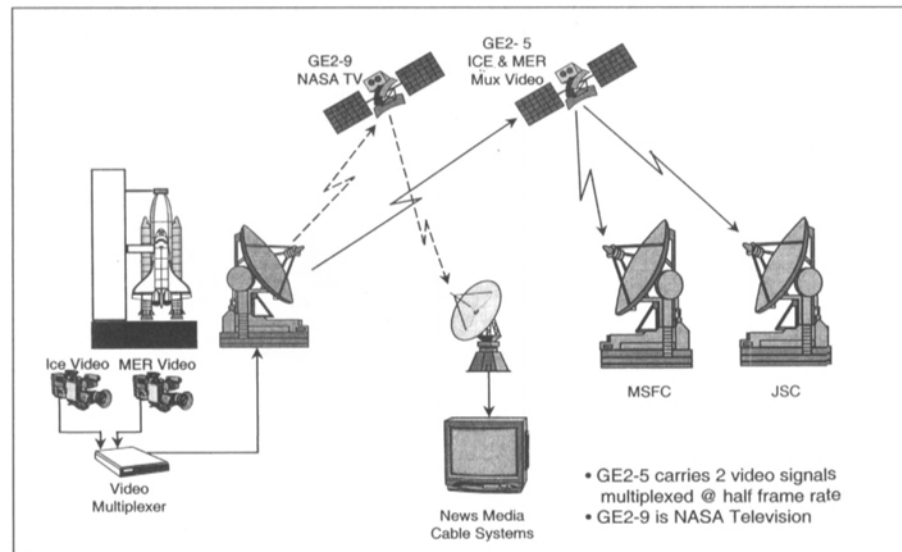 GE2-9
NASA TV
GE2- 5
ICE & MER
Mux Video
Ice Video
MER Video
Video
Multiplexer
News Media
Cable Systems
MSFC
JSC
• GE2-5 carries 2 video signals
multiplexed @ half frame rate
• GE2-9 is NASA Television